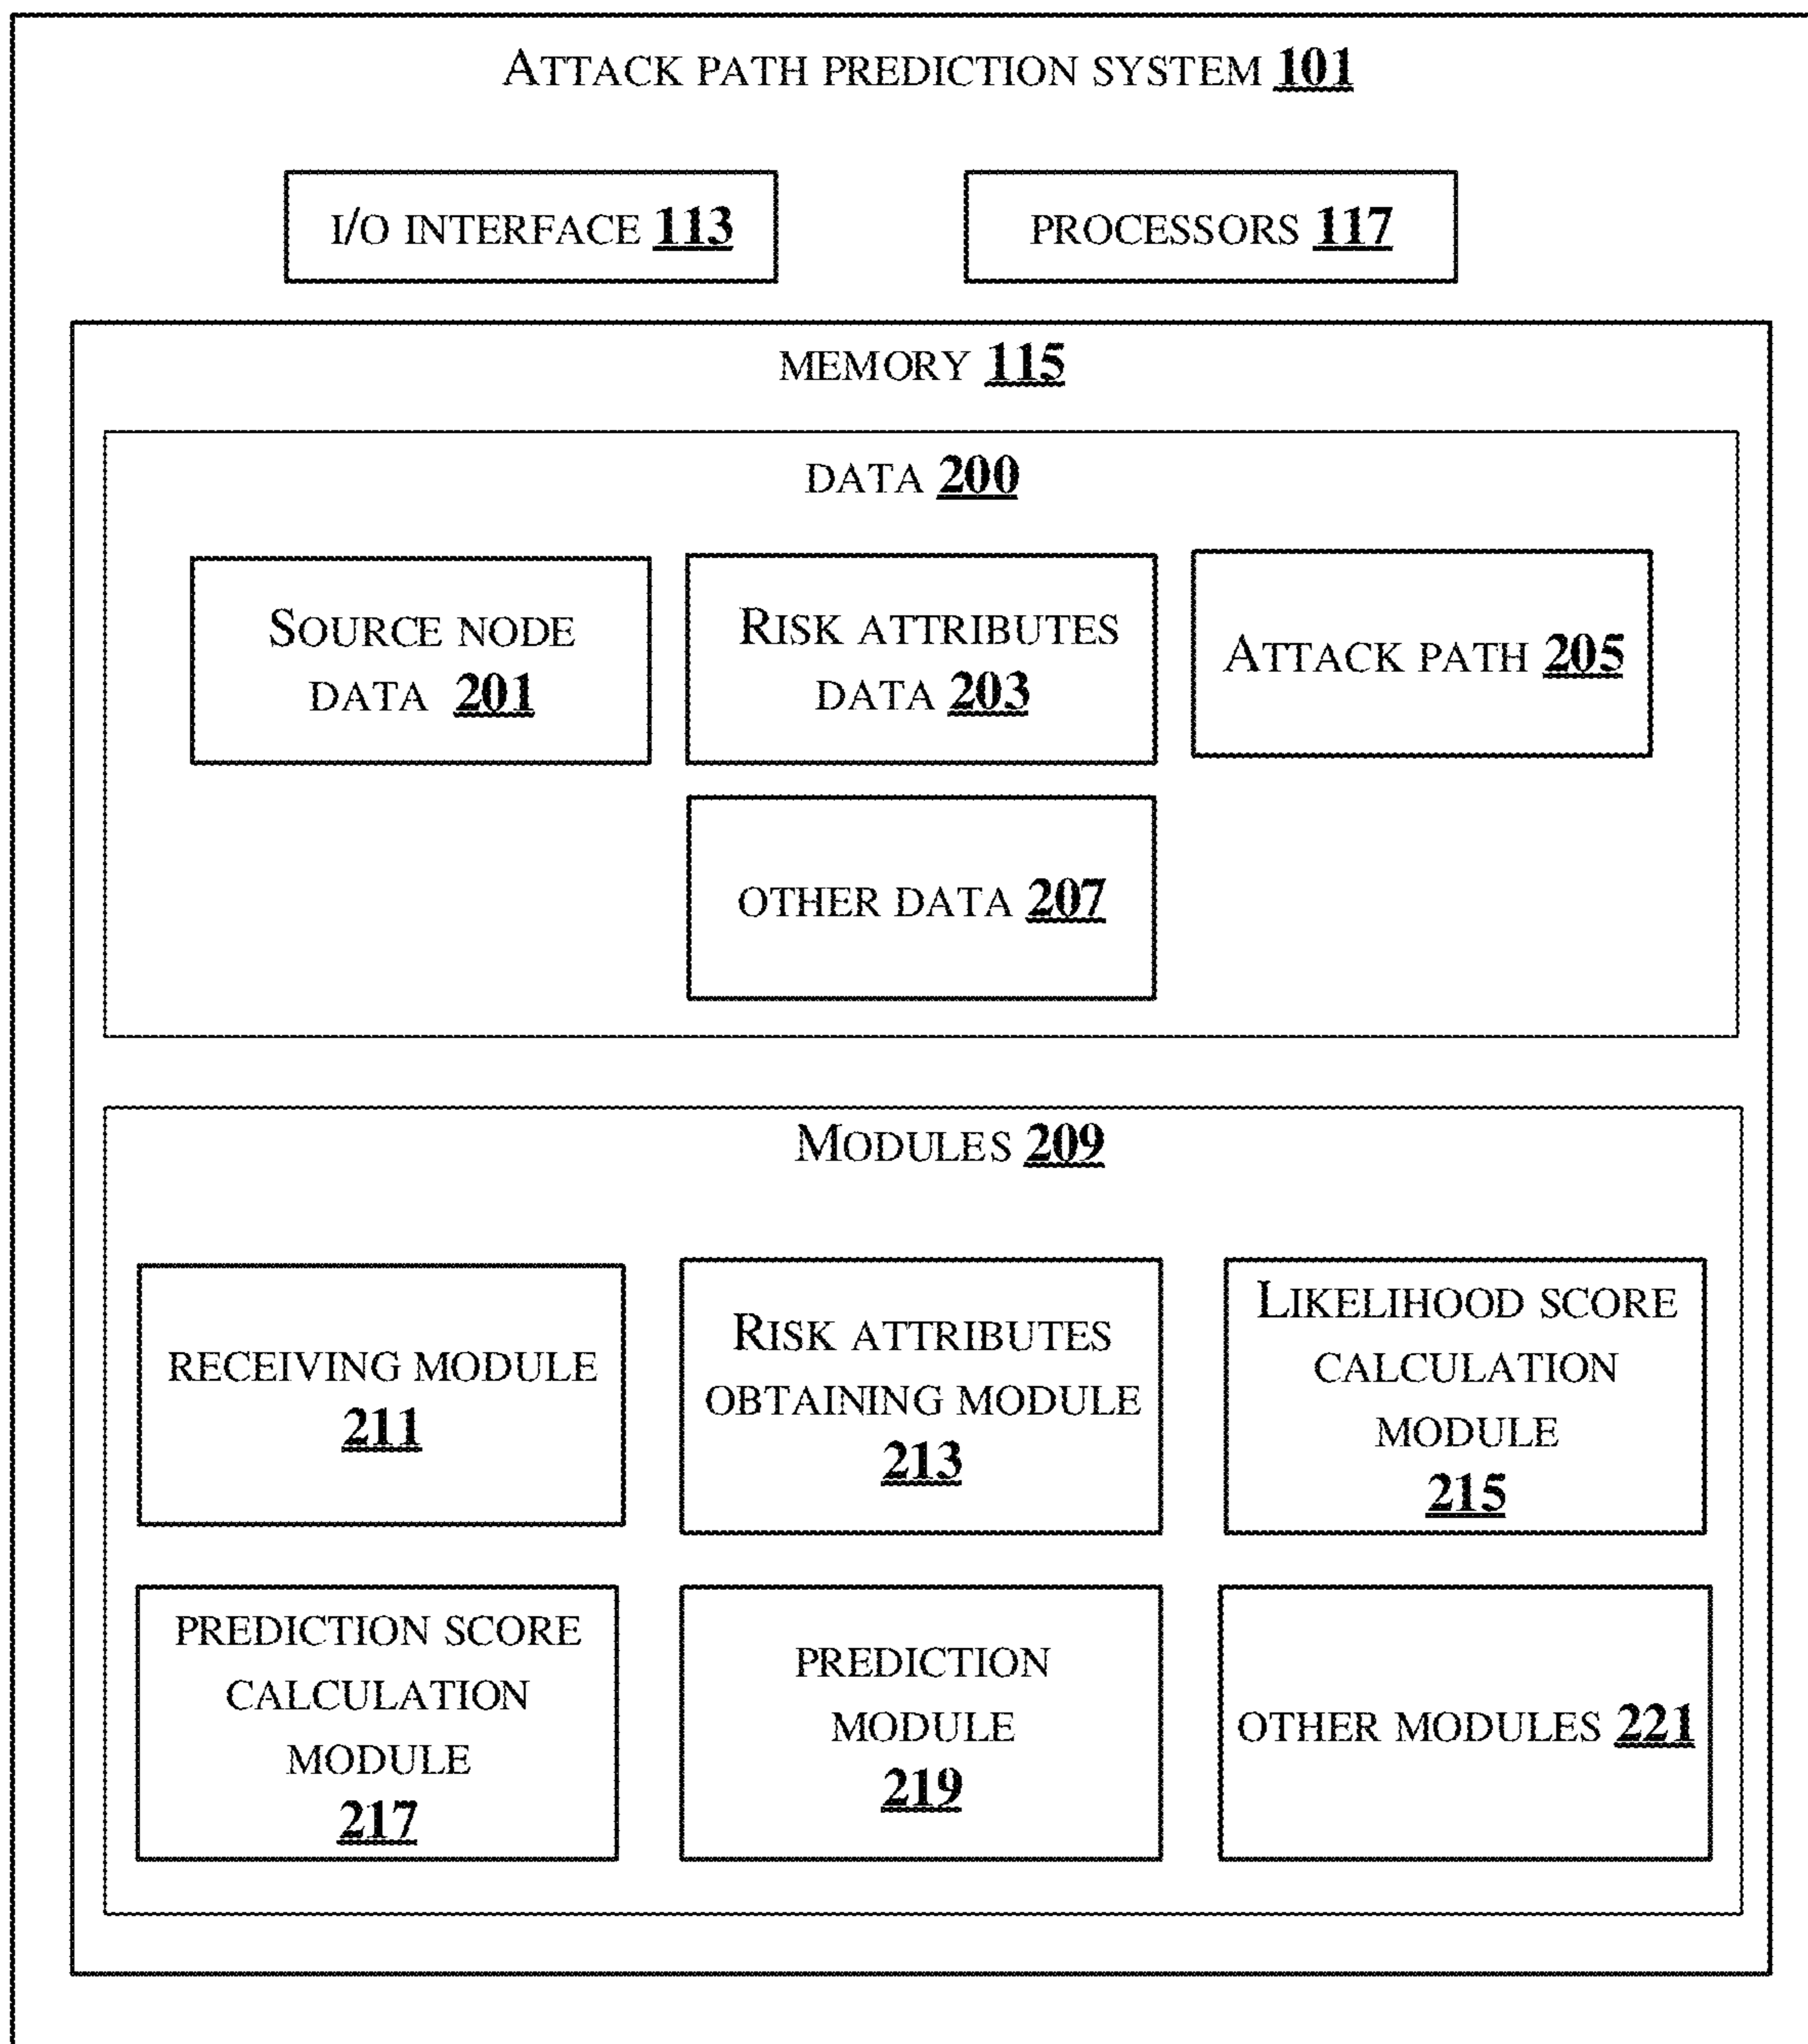 ATTACK PATH PREDICTION SYSTEM 101
I/O INTERFACE 113
PROCESSORS 117
MEMORY 115
DATA 200
SOURCE NODE
DATA 201
RISK ATTRIBUTES
DATA 203
ATTACK PATH 205
OTHER DATA 207
MODULES 209
RECEIVING MODULE
211
RISK ATTRIBUTES
OBTAINING MODULE
213
LIKELIHOOD SCORE
CALCULATION
MODULE
215
PREDICTION SCORE
CALCULATION
MODULE
217
PREDICTION
MODULE
219
OTHER MODULES 221